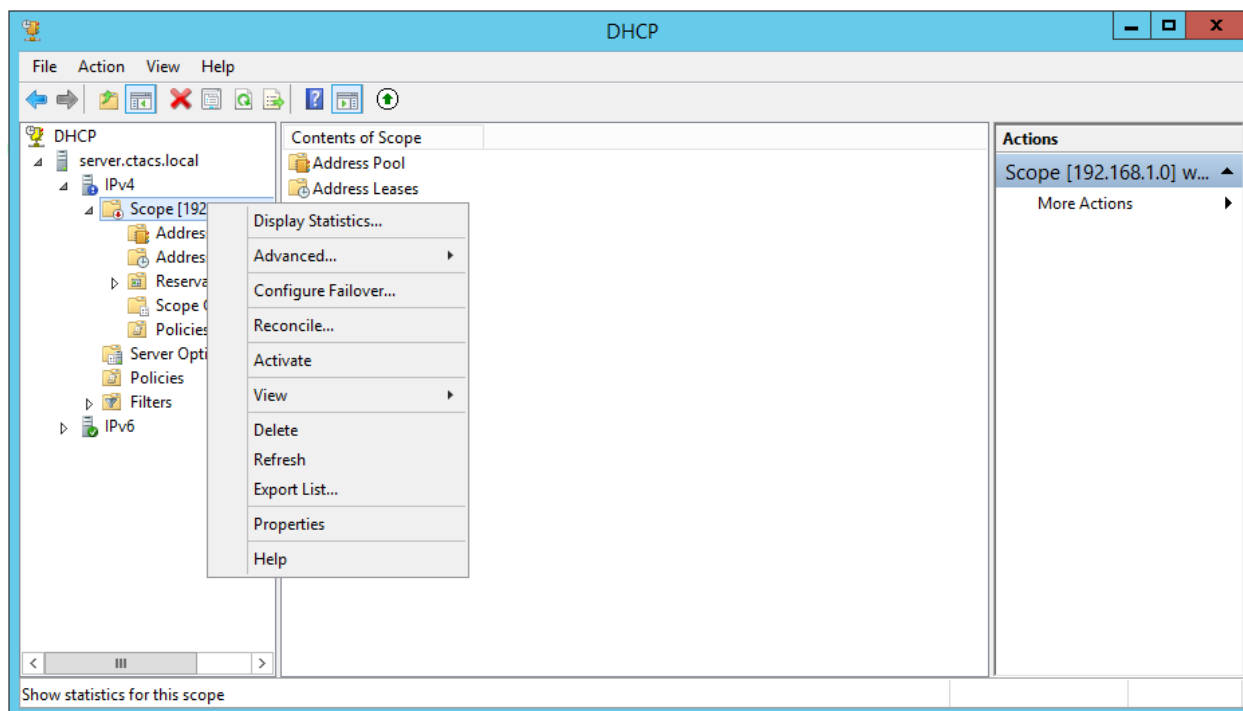 DHCP
File Action View Help
DHCP
server.ctacs.local
IPv4
Scope [192
Addres
Addres
Reserva
Scope
Policies
Server Opti
Policies
Filters
IPv6
Contents of Scope
Address Pool
Address Leases
Display Statistics...
Advanced...
Configure Failover...
Reconcile...
Activate
View
Delete
Refresh
Export List...
Properties
Help
Actions
Scope [192.168.1.0] w...
More Actions
Show statistics for this scope